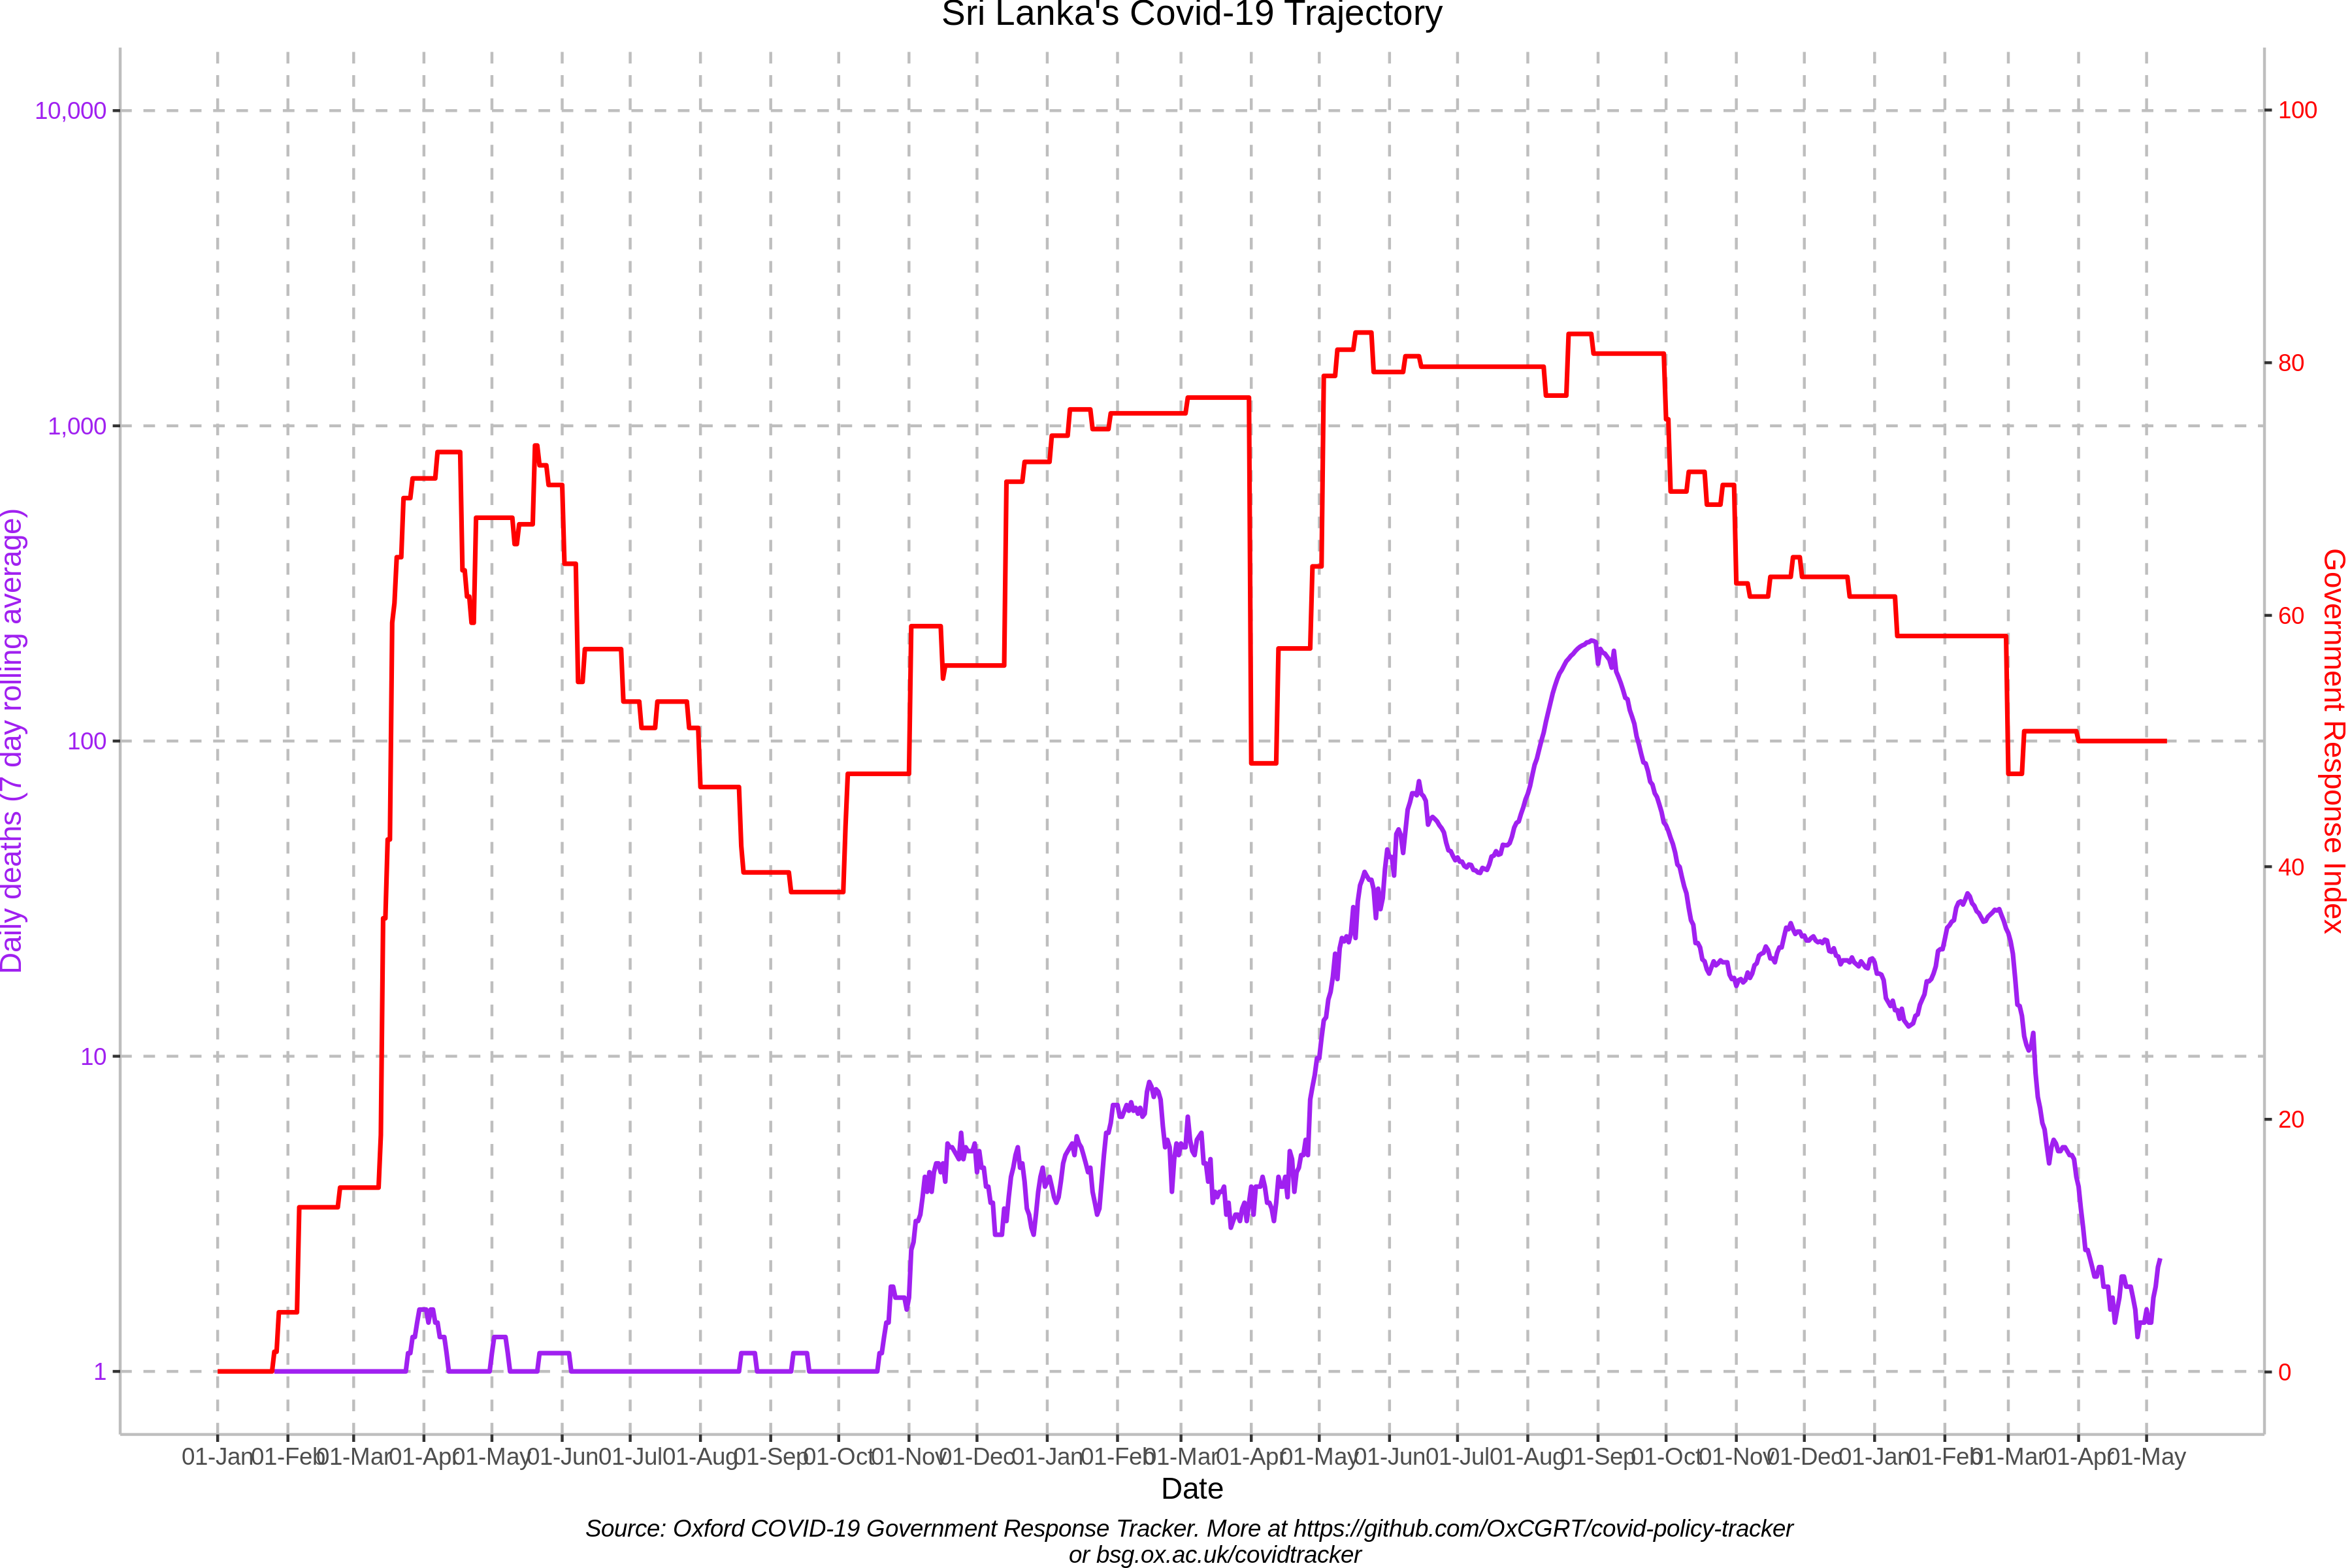 Sri Lanka's Covid-19 Trajectory
10,000
1,000
100
10
1
Daily deaths (7 day rolling average)
100
80
60
40
20
0
Government Response Index
01-Jan 01-Feb 01-Mar 01-Apr 01-May 01-Jun 01-Jul 01-Aug 01-Sep 01-Oct 01-Nov 01-Dec 01-Jan 01-Feb 01-Mar 01-Apr 01-May 01-Jun 01-Jul 01-Aug 01-Sep 01-Oct 01-Nov 01-Dec 01-Jan 01-Feb 01-Mar 01-Apr 01-May
Date
Source: Oxford COVID-19 Government Response Tracker. More at https://github.com/OxCGRT/covid-policy-tracker
or bsg.ox.ac.uk/covidtracker